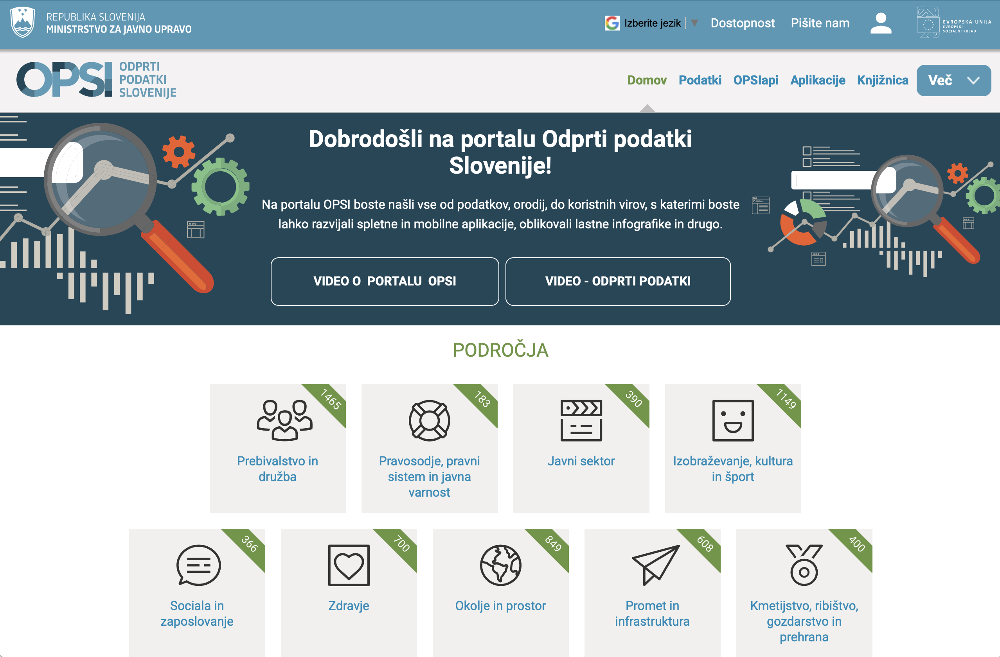 REPUBLIKA SLOVENIJA
MINISTRSTVO ZA JAVNO UPRAVO
Izberite jezik
Dostopnost
Pišite nam
EVROPSKA UNIJA
EVROPSKI
SOCIALNI SKLAD
OPSI
ODPRTI
PODATKI
SLOVENIJE
Domov
Podatki
OPSIapi
Aplikacije
Knjižnica
Več
Dobrodošli na portalu Odprti podatki
Slovenije!
Na portalu OPSI boste našli vse od podatkov, orodij, do koristnih virov, s katerimi boste
lahko razvijali spletne in mobilne aplikacije, oblikovali lastne infografike in drugo.
VIDEO O PORTALU OPSI
VIDEO - ODPRTI PODATKI
PODROČJA
1465
Prebivalstvo in
družba
183
Pravosodje, pravni
sistem in javna
varnost
390
Javni sektor
1149
Izobraževanje, kultura
in šport
366
Sociala in
zaposlovanje
700
Zdravje
849
Okolje in prostor
608
Promet in
infrastruktura
400
Kmetijstvo, ribištvo,
gozdarstvo in
prehrana